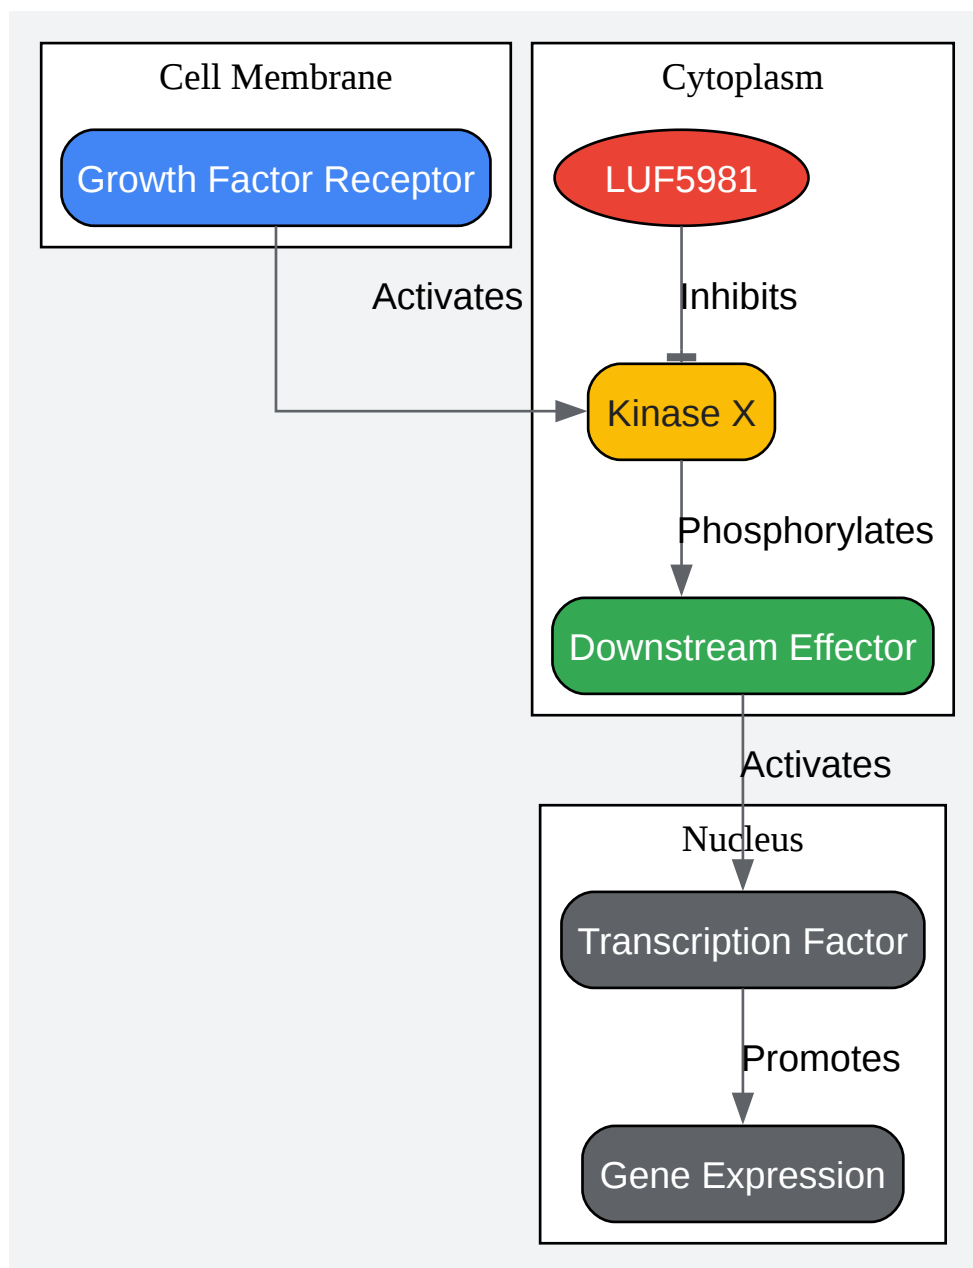 Cell Membrane
Growth Factor Receptor
Activates
Cytoplasm
LUF5981
Inhibits
Kinase X
Phosphorylates
Downstream Effector
Activates
Nucleus
Transcription Factor
Promotes
Gene Expression